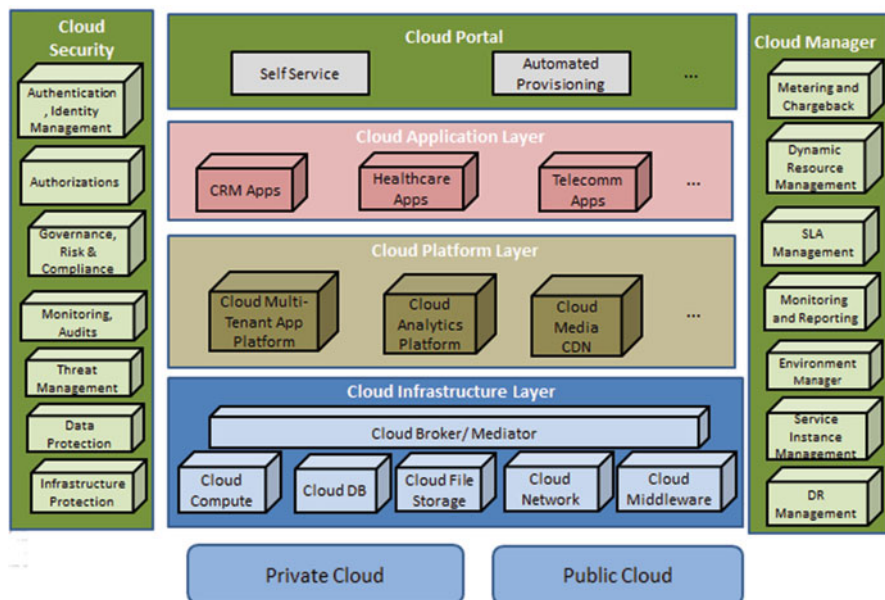 Cloud
Security
Authentication
, Identity
Management
Authorizations
Governance,
Risk &
Compliance
Monitoring,
Audits
Threat
Management
Data
Protection
Infrastructure
Protection
Cloud Portal
Self Service
Automated
Provisioning
...
Cloud Application Layer
CRM Apps
Healthcare
Apps
Telecomm
Apps
...
Cloud Platform Layer
Cloud Multi-
Tenant App
Platform
Cloud
Analytics
Platform
Cloud
Media
CDN
...
Cloud Infrastructure Layer
Cloud Broker/ Mediator
Cloud
Compute
Cloud DB
Cloud File
Storage
Cloud
Network
Cloud
Middleware
Private Cloud
Public Cloud
Cloud Manager
Metering and
Chargeback
Dynamic
Resource
Management
SLA
Management
Monitoring
and Reporting
Environment
Manager
Service
Instance
Management
DR
Management